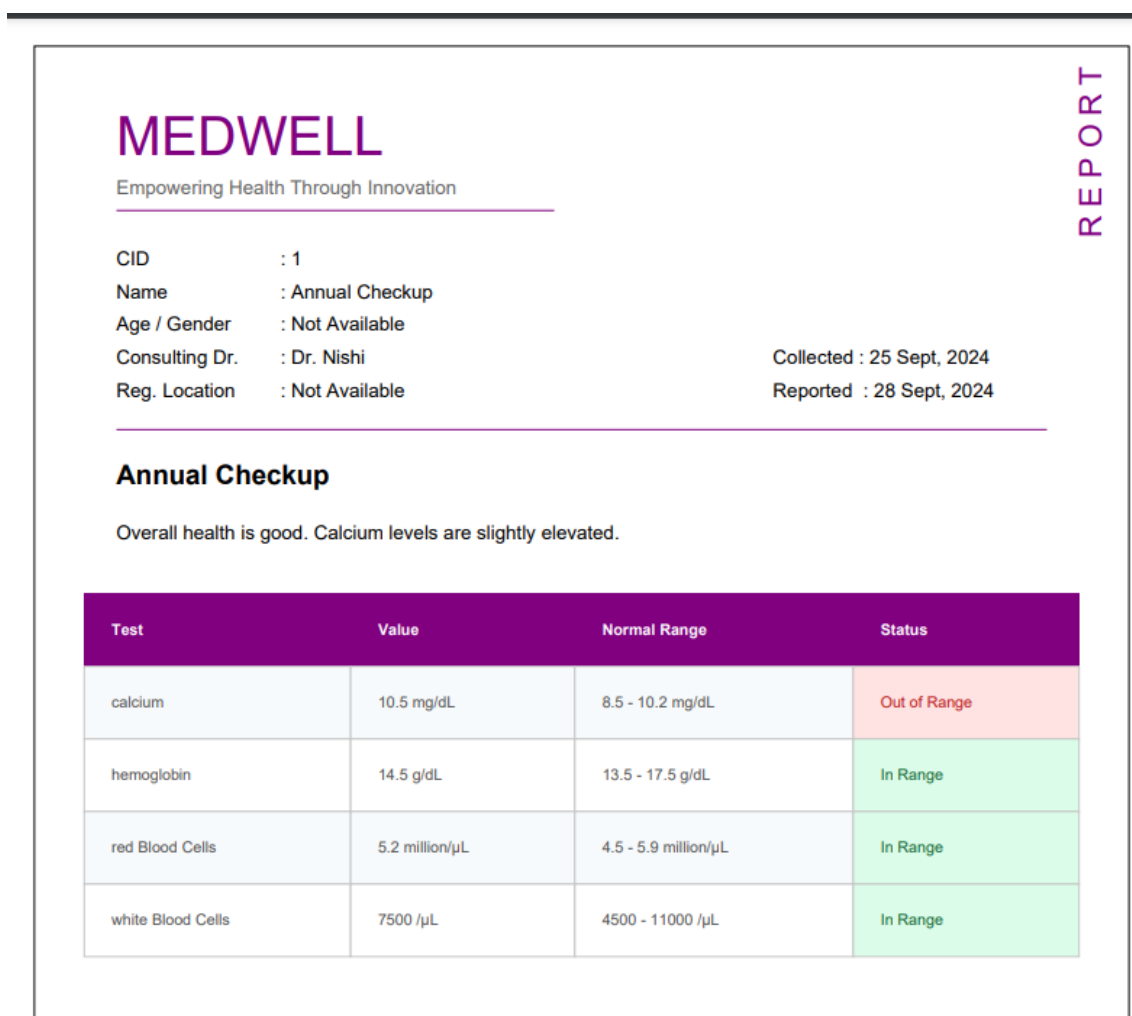 REPORT
MEDWELL
Empowering Health Through Innovation
CID : 1
Name : Annual Checkup
Age / Gender : Not Available
Consulting Dr. : Dr. Nishi Collected : 25 Sept, 2024
Reg. Location : Not Available Reported : 28 Sept, 2024
Annual Checkup
Overall health is good. Calcium levels are slightly elevated.
Test Value Normal Range Status
calcium 10.5 mg/dL 8.5 - 10.2 mg/dL Out of Range
hemoglobin 14.5 g/dL 13.5 - 17.5 g/dL In Range
red Blood Cells 5.2 million/µL 4.5 - 5.9 million/µL In Range
white Blood Cells 7500 /µL 4500 - 11000 /µL In Range